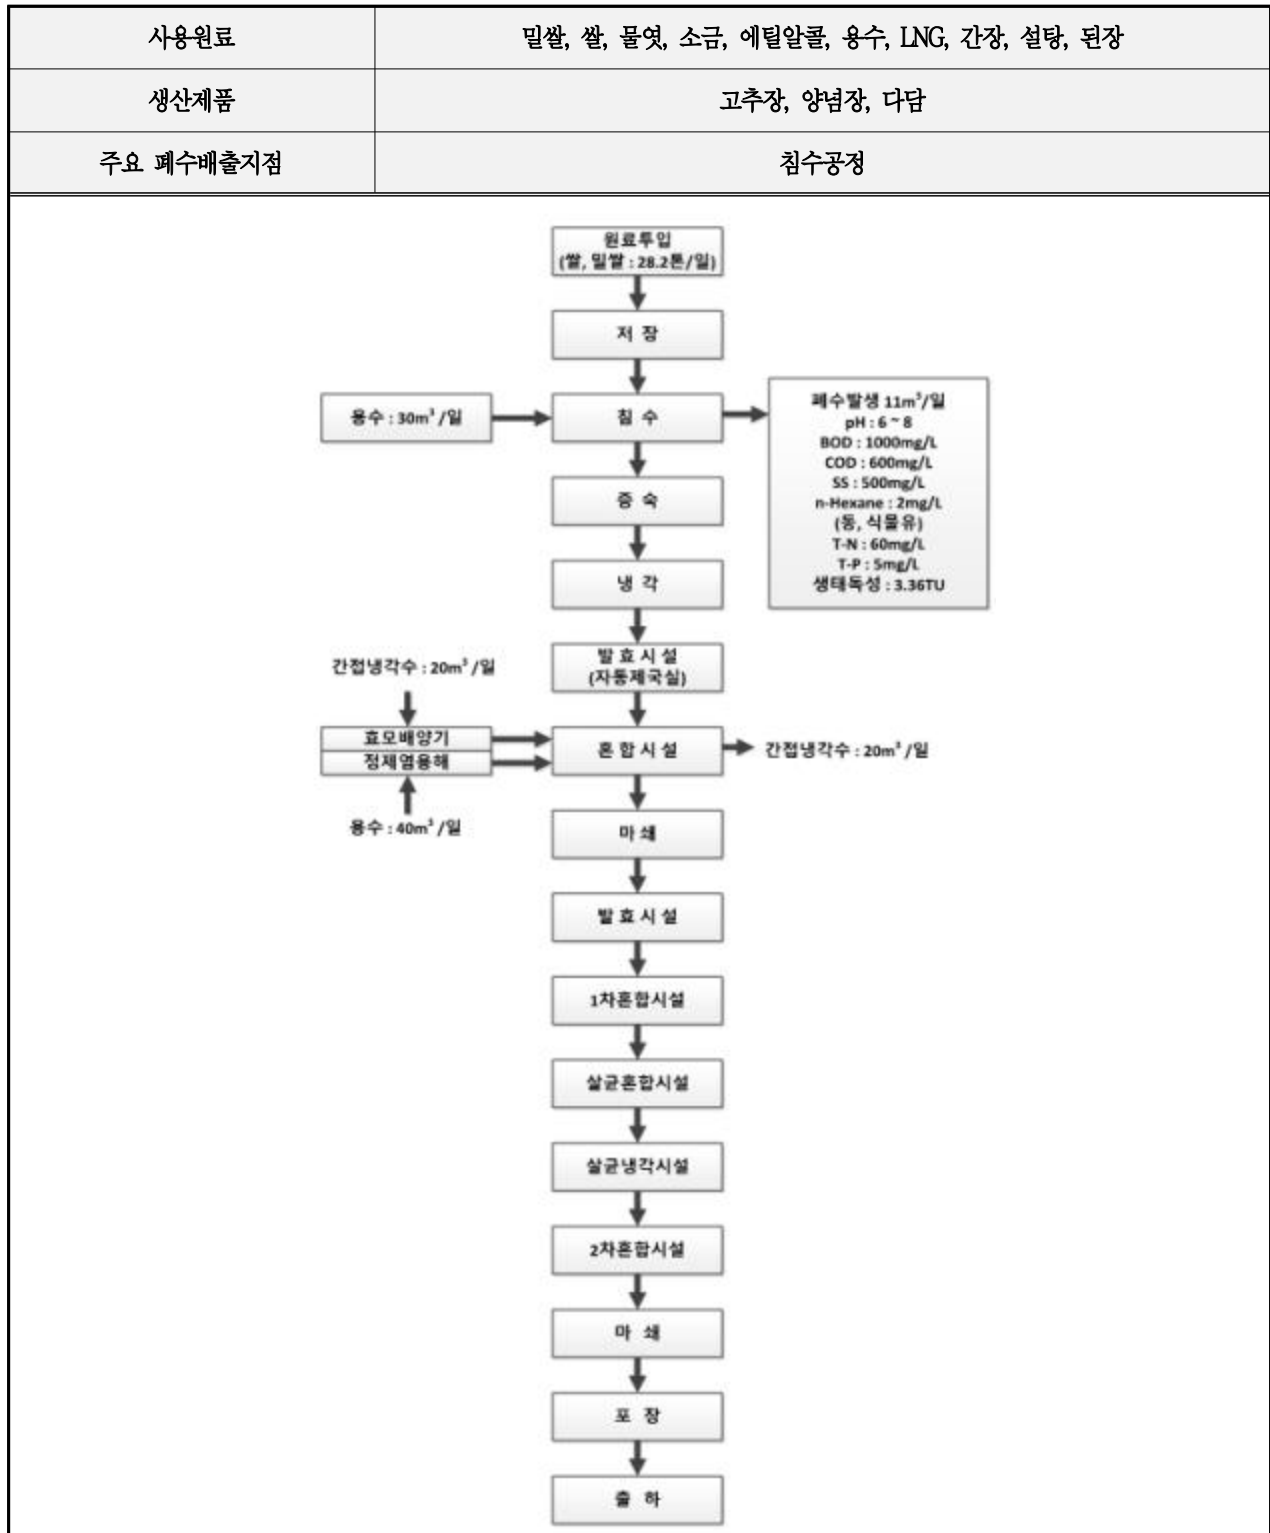 사용원료
밀쌀, 쌀, 물엿, 소금, 에틸알콜, 용수, LNG, 간장, 설탕, 된장
생산제품
고추장, 양념장, 다담
주요 폐수배출지점
침수공정
원료투입
(쌀, 밀쌀 : 28.2톤/일)
저 장
용수 : 30m³ /일
침 수
폐수발생 11m³/일
pH : 6 ~ 8
BOD : 1000mg/L
COD : 600mg/L
SS : 500mg/L
n-Hexane : 2mg/L
(동, 식물유)
T-N : 60mg/L
T-P : 5mg/L
생태독성 : 3.36TU
증 숙
냉 각
발 효 시 설
(자동제국실)
간접냉각수 : 20m³ /일
효모배양기
정제염용해
용수 : 40m³ /일
혼 합 시 설
간접냉각수 : 20m³ /일
마 쇄
발 효 시 설
1차혼합시설
살균혼합시설
살균냉각시설
2차혼합시설
마 쇄
포 장
출 하